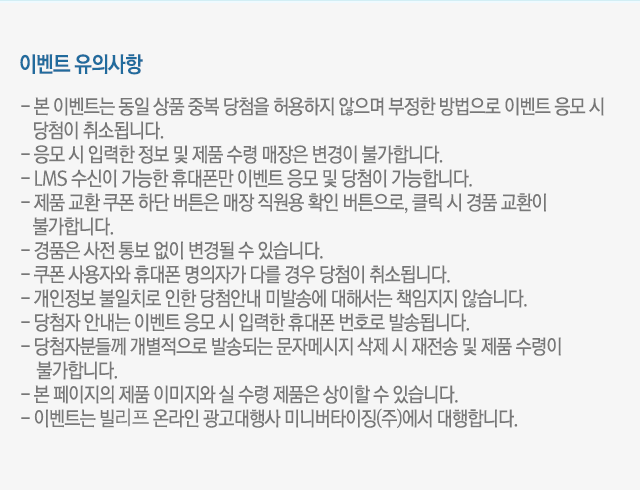 이벤트 유의사항
- 본 이벤트는 동일 상품 중복 당첨을 허용하지 않으며 부정한 방법으로 이벤트 응모 시
당첨이 취소됩니다.
- 응모 시 입력한 정보 및 제품 수령 매장은 변경이 불가합니다.
- LMS 수신이 가능한 휴대폰만 이벤트 응모 및 당첨이 가능합니다.
- 제품 교환 쿠폰 하단 버튼은 매장 직원용 확인 버튼으로, 클릭 시 경품 교환이
불가합니다.
- 경품은 사전 통보 없이 변경될 수 있습니다.
- 쿠폰 사용자와 휴대폰 명의자가 다를 경우 당첨이 취소됩니다.
- 개인정보 불일치로 인한 당첨안내 미발송에 대해서는 책임지지 않습니다.
- 당첨자 안내는 이벤트 응모 시 입력한 휴대폰 번호로 발송됩니다.
- 당첨자분들께 개별적으로 발송되는 문자메시지 삭제 시 재전송 및 제품 수령이
불가합니다.
- 본 페이지의 제품 이미지와 실 수령 제품은 상이할 수 있습니다.
- 이벤트는 빌리프 온라인 광고대행사 미니버타이징(주)에서 대행합니다.